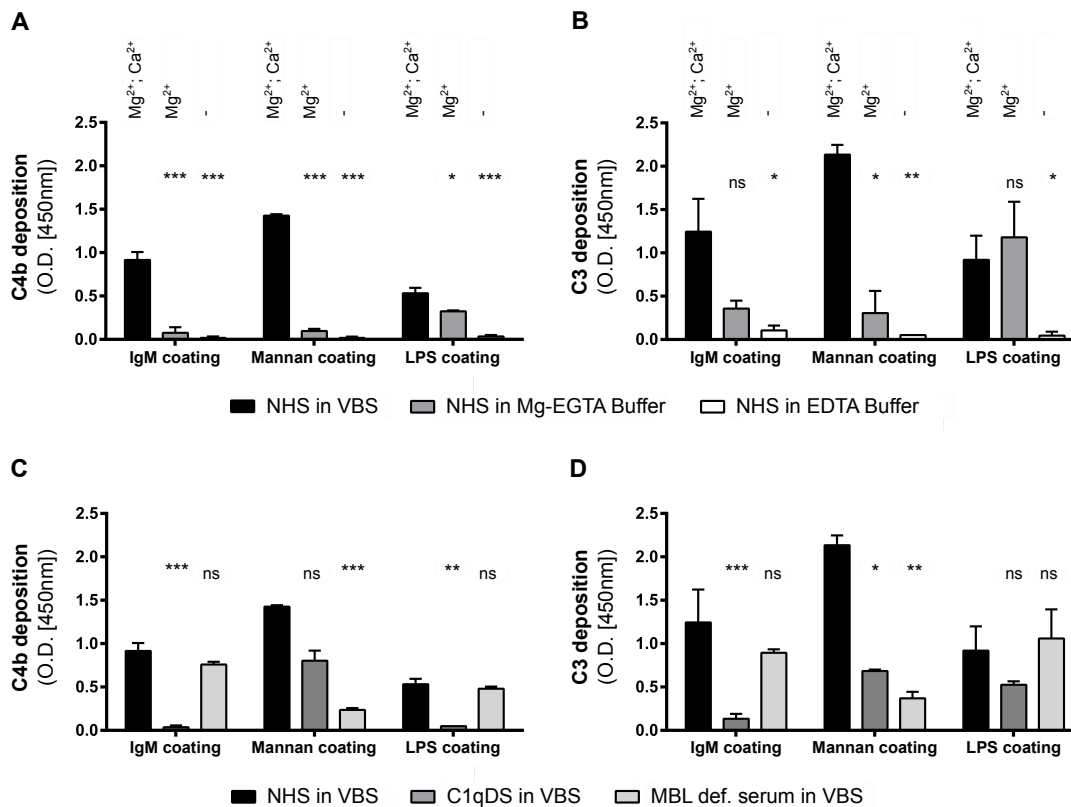 A
Mg2+; Ca2+ Mg2+ - Mg2+; Ca2+ Mg2+ - Mg2+; Ca2+ Mg2+ -
C4b deposition
(O.D. [450nm])
2.5
2.0
1.5
1.0
0.5
0.0
*** *** *** *** * ***
IgM coating Mannan coating LPS coating
B
Mg2+; Ca2+ Mg2+ - Mg2+; Ca2+ Mg2+ - Mg2+; Ca2+ Mg2+ -
C3 deposition
(O.D. [450nm])
2.5
2.0
1.5
1.0
0.5
0.0
ns * * ** ns *
IgM coating Mannan coating LPS coating
NHS in VBS NHS in Mg-EGTA Buffer NHS in EDTA Buffer
C
C4b deposition
(O.D. [450nm])
2.5
2.0
1.5
1.0
0.5
0.0
*** ns ns *** ** ns
IgM coating Mannan coating LPS coating
D
C3 deposition
(O.D. [450nm])
2.5
2.0
1.5
1.0
0.5
0.0
*** ns * ** ns ns
IgM coating Mannan coating LPS coating
NHS in VBS C1qDS in VBS MBL def. serum in VBS